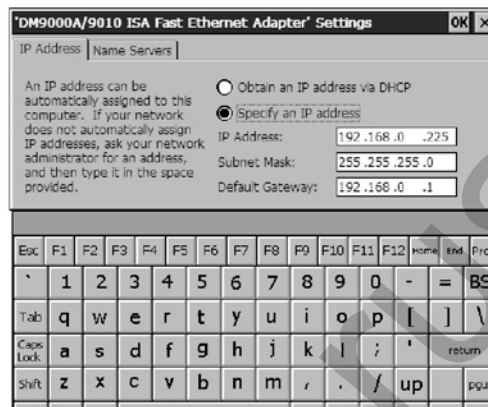 'DM9000A/9010 ISA Fast Ethernet Adapter' Settings OK ×
IP Address Name Servers
An IP address can be
automatically assigned to this
computer. If your network
does not automatically assign
IP addresses, ask your network
administrator for an address,
and then type it in the space
provided.
Obtain an IP address via DHCP
Specify an IP address
IP Address: 192 .168 .0 .225
Subnet Mask: 255 .255 .255 .0
Default Gateway: 192 .168 .0 .1
Esc F1 F2 F3 F4 F5 F6 F7 F8 F9 F10 F11 F12 Home End
` 1 2 3 4 5 6 7 8 9 0 - = BS
Tab q w e r t y u i o p [ ] \
Caps Lock a s d f g h j k l ; ' return
Shift z x c v b n m , . / up pgu